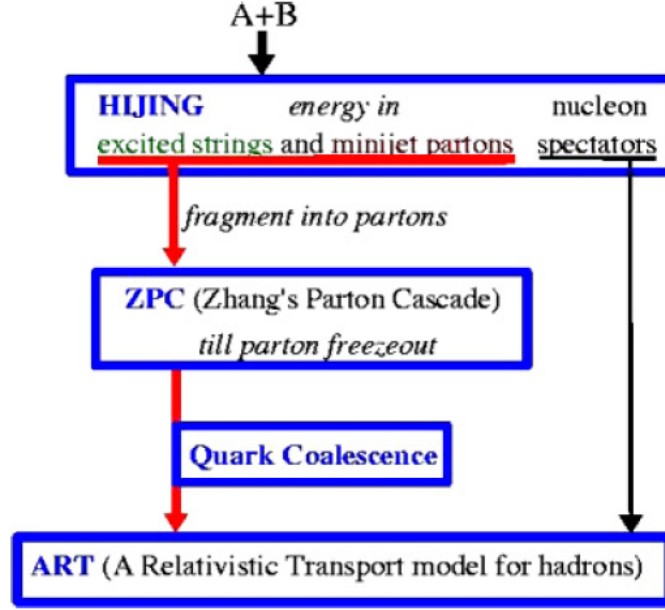 A+B
HIJING energy in nucleon
excited strings and minijet partons spectators
fragment into partons
ZPC (Zhang's Parton Cascade)
till parton freezeout
Quark Coalescence
ART (A Relativistic Transport model for hadrons)